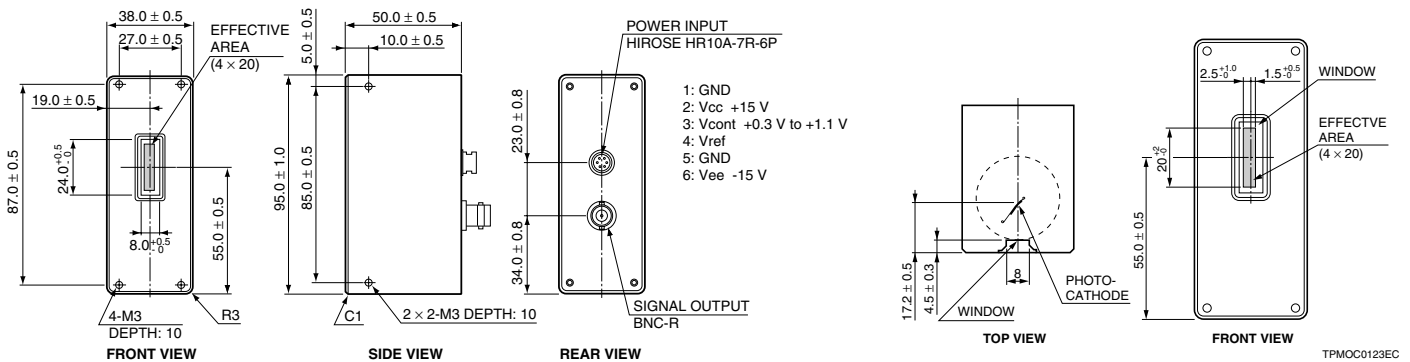 38.0 ± 0.5
27.0 ± 0.5
EFFECTIVE
AREA
(4 × 20)
19.0 ± 0.5
87.0 ± 0.5
24.0 +0.5 -0
8.0 +0.5 -0
55.0 ± 0.5
4-M3
DEPTH: 10
R3
FRONT VIEW
50.0 ± 0.5
10.0 ± 0.5
5.0 ± 0.5
95.0 ± 1.0
85.0 ± 0.5
C1
2 × 2-M3 DEPTH: 10
SIDE VIEW
POWER INPUT
HIROSE HR10A-7R-6P
1: GND
2: Vcc +15 V
3: Vcont +0.3 V to +1.1 V
4: Vref
5: GND
6: Vee -15 V
23.0 ± 0.8
34.0 ± 0.8
SIGNAL OUTPUT
BNC-R
REAR VIEW
17.2 ± 0.5
4.5 ± 0.3
8
WINDOW
PHOTO-
CATHODE
TOP VIEW
2.5 +1.0 -0
1.5 +0.5 -0
WINDOW
EFFECTVE
AREA
(4 × 20)
20 +2 -0
55.0 ± 0.5
FRONT VIEW
TPMOC0123EC